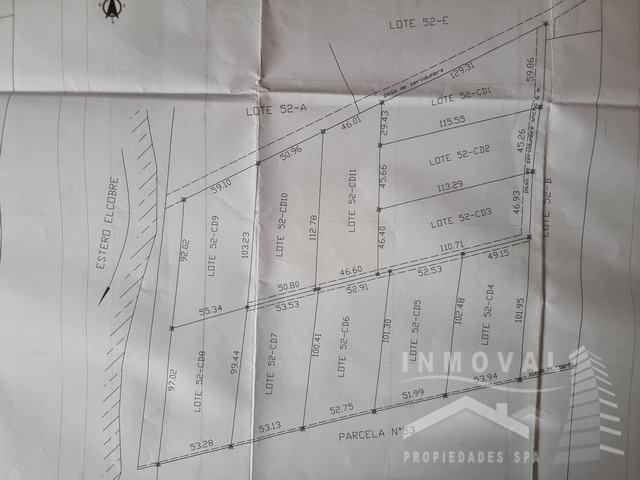 LOTE 52-E
129.31
paso de servidumbre
59.86
LOTE 52-A
46.01
LOTE 52-CD1
29.43
115.55
50.96
LOTE 52-CD2
45.66
45.26
59.10
LOTE 52-CD11
113.29
LOTE 52-B
ESTERO ELCOBRE
92.02
LOTE 52-CD9
103.23
LOTE 52-CD10
112.78
46.40
LOTE 52-CD3
46.93
110.71
49.15
50.80
46.60
52.53
53.53
52.91
55.34
97.02
LOTE 52-CD8
99.44
LOTE 52-CD7
100.41
LOTE 52-CD6
101.30
LOTE 52-CD5
102.48
LOTE 52-CD4
101.95
53.94
51.99
52.75
53.13
53.28
PARCELA N°53
INMOVAL
PROPIEDADES SPA